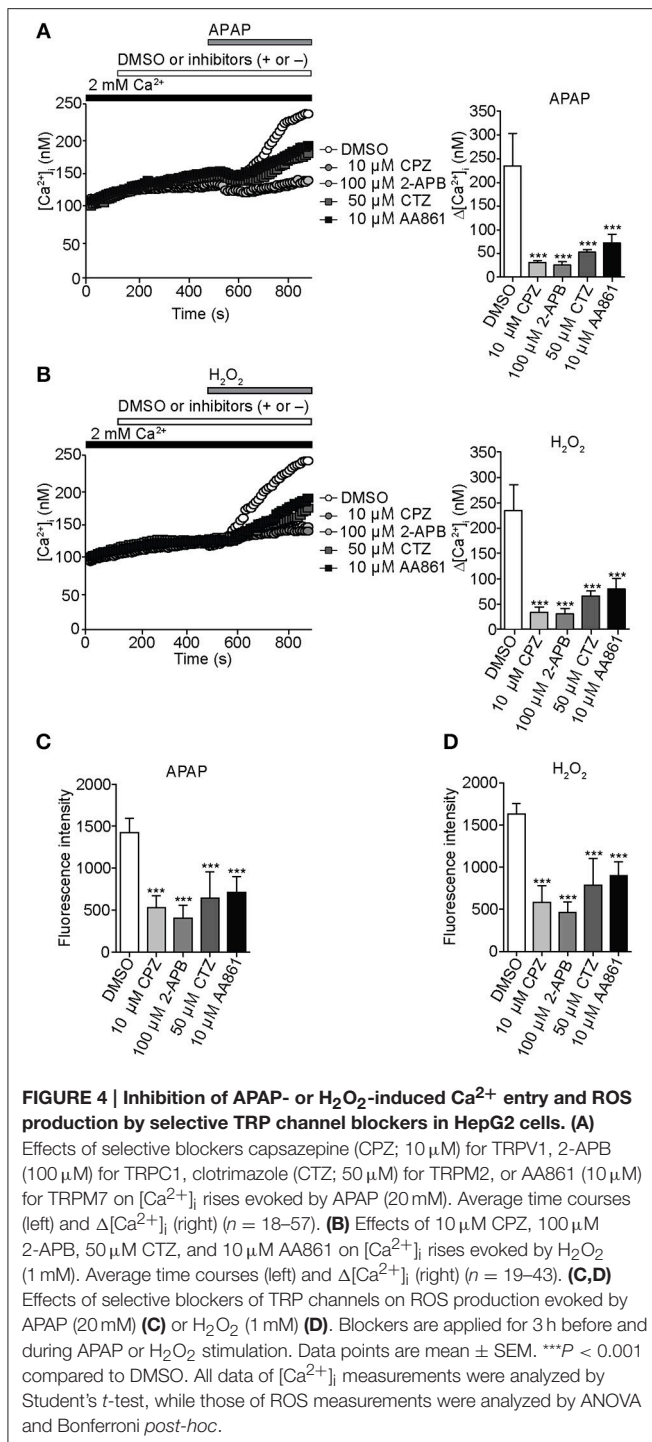 A
APAP
DMSO or inhibitors (+ or –)
2 mM Ca²⁺
250
200
150
100
50
0
[Ca²⁺]ᵢ (nM)
0 200 400 600 800
Time (s)
DMSO
10 µM CPZ
100 µM 2-APB
50 µM CTZ
10 µM AA861
APAP
350
300
250
200
150
100
50
0
Δ[Ca²⁺]ᵢ (nM)
*** *** *** ***
DMSO
10 µM CPZ
100 µM 2-APB
50 µM CTZ
10 µM AA861
B
H₂O₂
DMSO or inhibitors (+ or –)
2 mM Ca²⁺
250
200
150
100
50
0
[Ca²⁺]ᵢ (nM)
0 200 400 600 800
Time (s)
DMSO
10 µM CPZ
100 µM 2-APB
50 µM CTZ
10 µM AA861
H₂O₂
350
300
250
200
150
100
50
0
Δ[Ca²⁺]ᵢ (nM)
*** *** *** ***
DMSO
10 µM CPZ
100 µM 2-APB
50 µM CTZ
10 µM AA861
C
APAP
2000
1500
1000
500
0
Fluorescence intensity
*** *** *** ***
DMSO
10 µM CPZ
100 µM 2-APB
50 µM CTZ
10 µM AA861
D
H₂O₂
2000
1500
1000
500
0
Fluorescence intensity
*** *** *** ***
DMSO
10 µM CPZ
100 µM 2-APB
50 µM CTZ
10 µM AA861
FIGURE 4 | Inhibition of APAP- or H₂O₂-induced Ca²⁺ entry and ROS
production by selective TRP channel blockers in HepG2 cells. (A)
Effects of selective blockers capsazepine (CPZ; 10 µM) for TRPV1, 2-APB
(100 µM) for TRPC1, clotrimazole (CTZ; 50 µM) for TRPM2, or AA861 (10 µM)
for TRPM7 on [Ca²⁺]ᵢ rises evoked by APAP (20 mM). Average time courses
(left) and Δ[Ca²⁺]ᵢ (right) (n = 18–57). (B) Effects of 10 µM CPZ, 100 µM
2-APB, 50 µM CTZ, and 10 µM AA861 on [Ca²⁺]ᵢ rises evoked by H₂O₂
(1 mM). Average time courses (left) and Δ[Ca²⁺]ᵢ (right) (n = 19–43). (C,D)
Effects of selective blockers of TRP channels on ROS production evoked by
APAP (20 mM) (C) or H₂O₂ (1 mM) (D). Blockers are applied for 3 h before and
during APAP or H₂O₂ stimulation. Data points are mean ± SEM. ***P < 0.001
compared to DMSO. All data of [Ca²⁺]ᵢ measurements were analyzed by
Student's t-test, while those of ROS measurements were analyzed by ANOVA
and Bonferroni post-hoc.